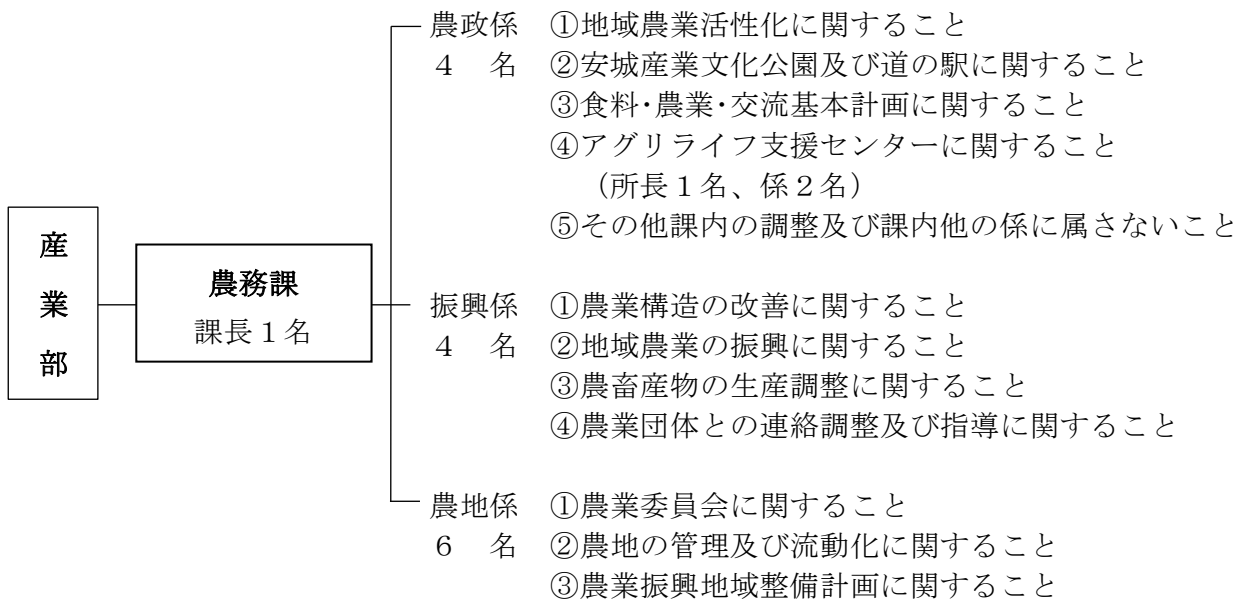 産
業
部
農務課
課長１名
農政係　①地域農業活性化に関すること
４　名　②安城産業文化公園及び道の駅に関すること
③食料･農業･交流基本計画に関すること
④アグリライフ支援センターに関すること
（所長１名、係２名）
⑤その他課内の調整及び課内他の係に属さないこと
振興係　①農業構造の改善に関すること
４　名　②地域農業の振興に関すること
③農畜産物の生産調整に関すること
④農業団体との連絡調整及び指導に関すること
農地係　①農業委員会に関すること
６　名　②農地の管理及び流動化に関すること
③農業振興地域整備計画に関すること